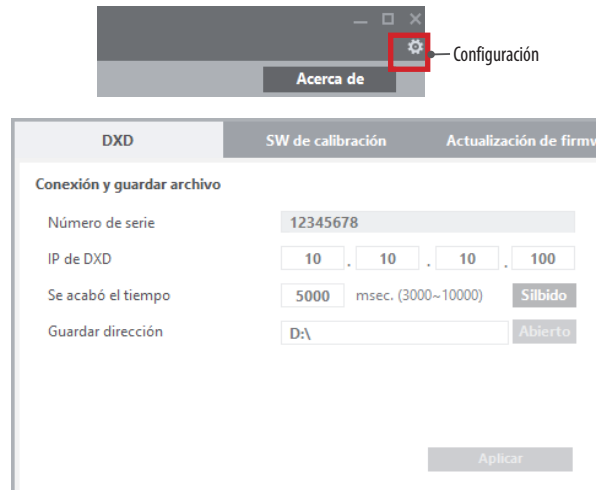 Configuración
Acerca de
DXD SW de calibración Actualización de
Conexión y guardar archivo
Número de serie 12345678
IP de DXD 10 . 10 . 10 . 100
Se acabó el tiempo 5000 msec. (3000~10000) Silbido
Guardar dirección D:\ Abierto
Aplicar